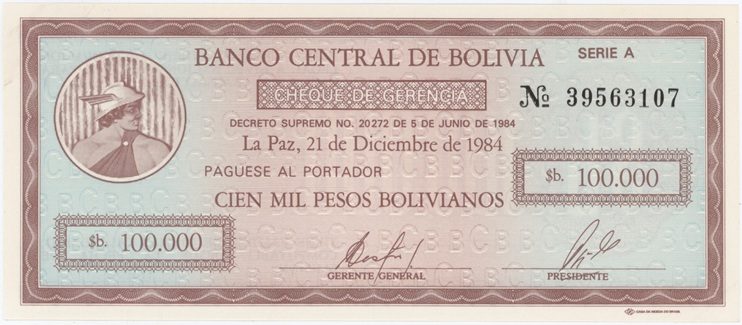 BANCO CENTRAL DE BOLIVIA
SERIE A
CHEQUE DE GERENCIA
Nº 39563107
DECRETO SUPREMO NO. 20272 DE 5 DE JUNIO DE 1984
La Paz, 21 de Diciembre de 1984
PAGUESE AL PORTADOR
$b. 100.000
CIEN MIL PESOS BOLIVIANOS
$b. 100.000
GERENTE GENERAL
PRESIDENTE